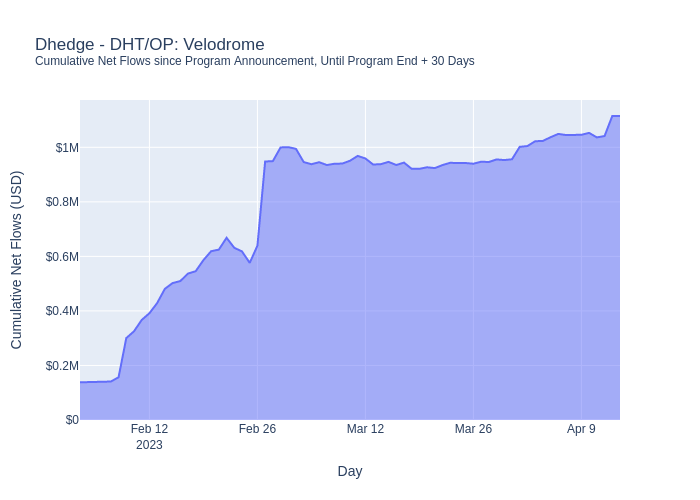 Dhedge - DHT/OP: Velodrome
Cumulative Net Flows since Program Announcement, Until Program End + 30 Days
Cumulative Net Flows (USD)
$1M
$0.8M
$0.6M
$0.4M
$0.2M
$0
Feb 12
2023
Feb 26
Mar 12
Mar 26
Apr 9
Day